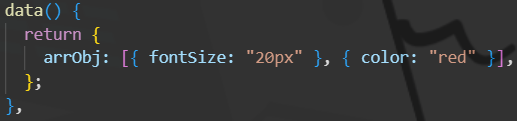 data() {
return {
arrObj: [{ fontSize: "20px" }, { color: "red" }],
};
},